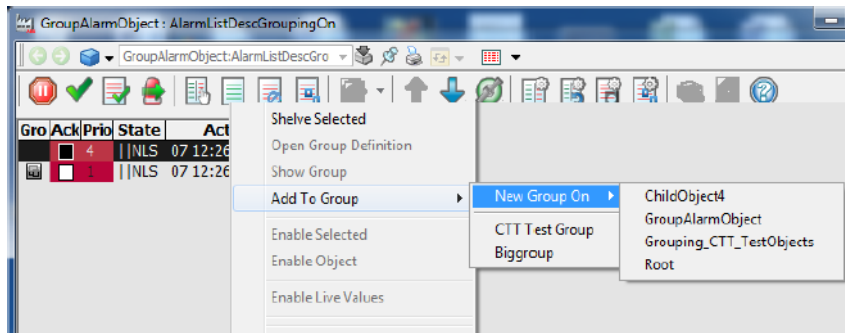 GroupAlarmObject : AlarmListDescGroupingOn
GroupAlarmObject:AlarmListDescGro
Gro Ack Prio State Act
4 ||NLS 07 12:26
1 ||NLS 07 12:26
Shelve Selected
Open Group Definition
Show Group
Add To Group
Enable Selected
Enable Object
Enable Live Values
New Group On
CTT Test Group
Biggroup
ChildObject4
GroupAlarmObject
Grouping_CTT_TestObjects
Root